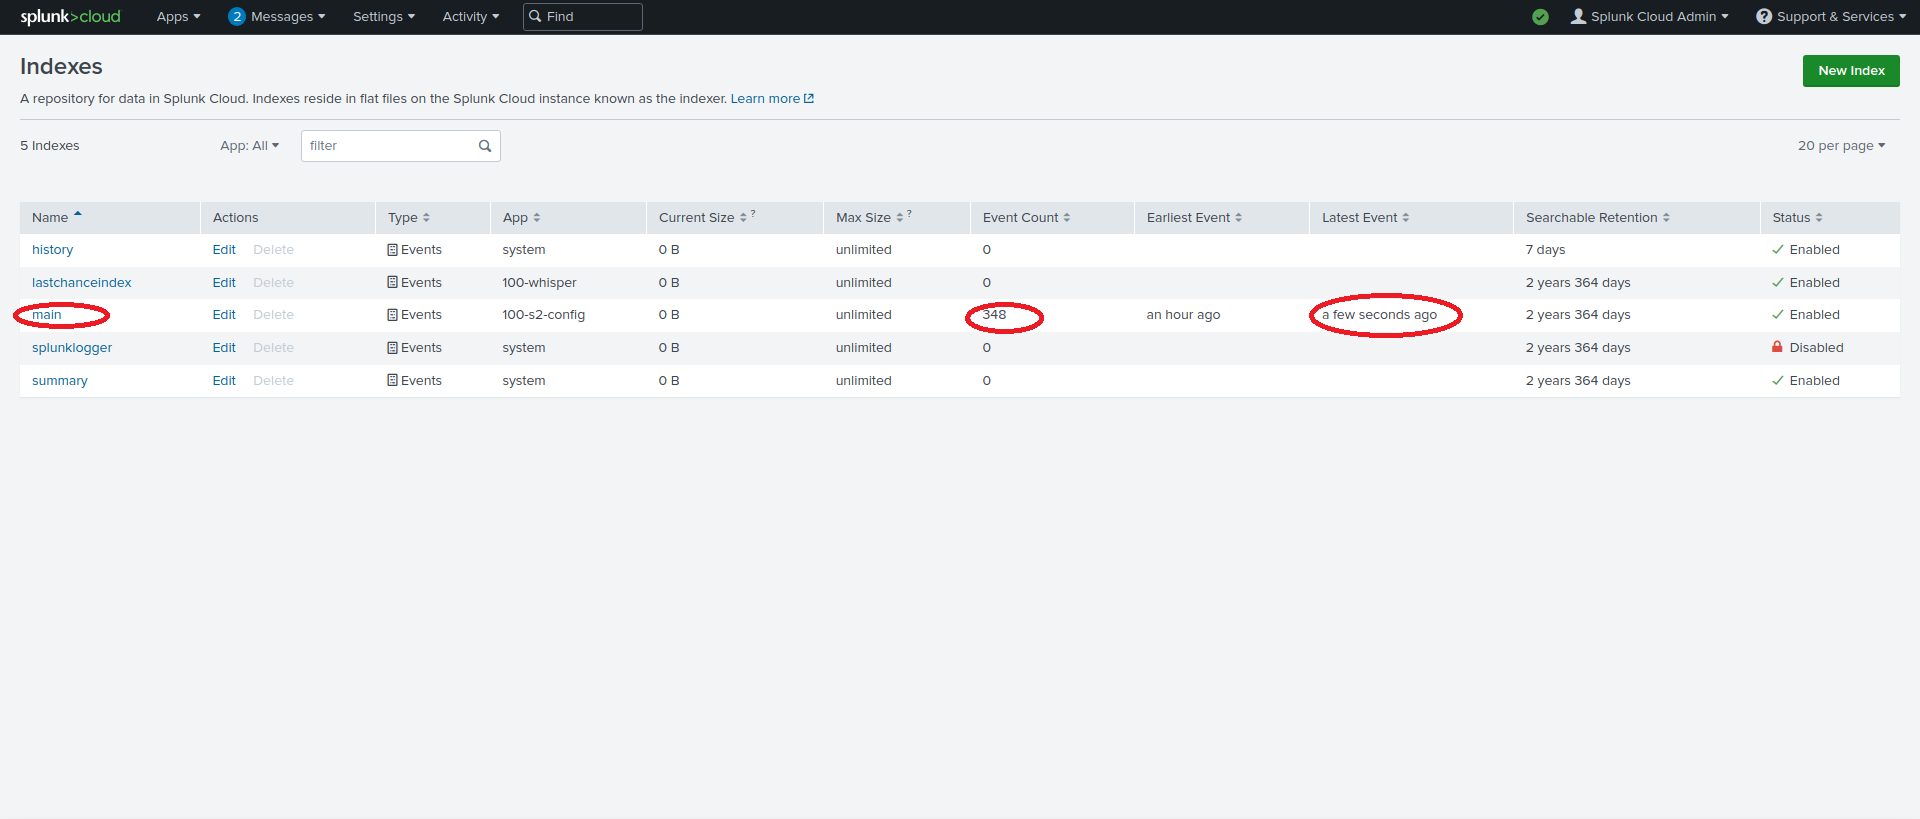 splunk>cloud Apps 2 Messages Settings Activity Find Splunk Cloud Admin ? Support & Services
Indexes
New Index
A repository for data in Splunk Cloud. Indexes reside in flat files on the Splunk Cloud instance known as the indexer. Learn more
5 Indexes App: All filter 20 per page
Name Actions Type App Current Size ? Max Size ? Event Count Earliest Event Latest Event Searchable Retention Status
history Edit Delete Events system 0 B unlimited 0 7 days Enabled
lastchanceindex Edit Delete Events 100-whisper 0 B unlimited 0 2 years 364 days Enabled
main Edit Delete Events 100-s2-config 0 B unlimited 348 an hour ago a few seconds ago 2 years 364 days Enabled
splunklogger Edit Delete Events system 0 B unlimited 0 2 years 364 days Disabled
summary Edit Delete Events system 0 B unlimited 0 2 years 364 days Enabled